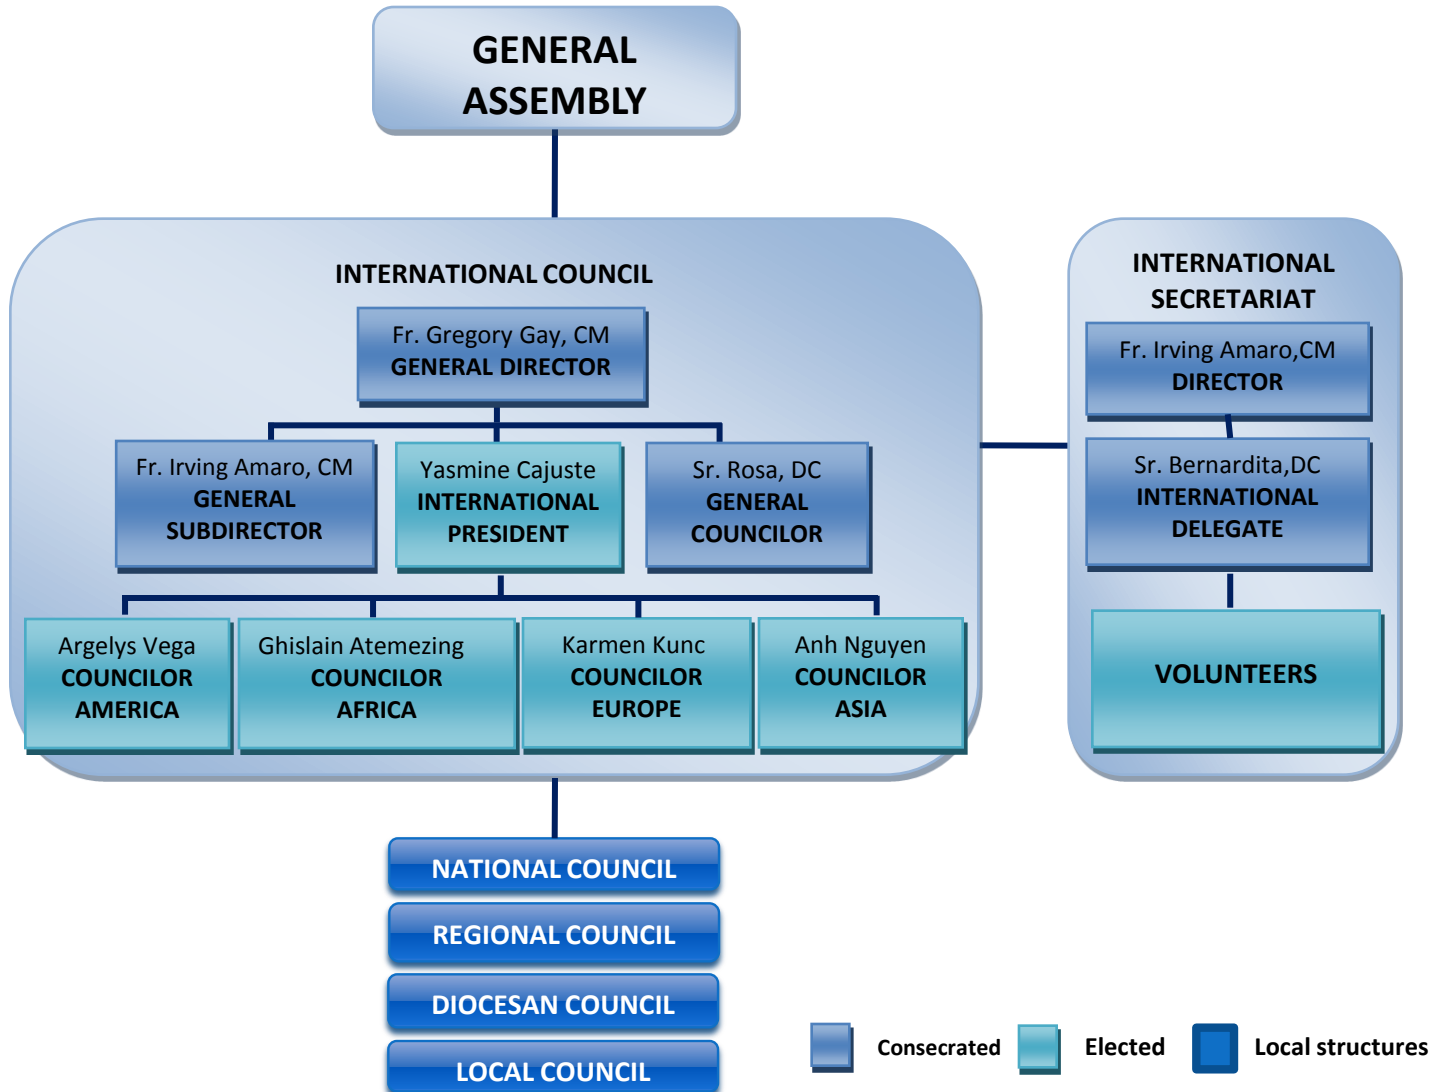 GENERAL
ASSEMBLY
INTERNATIONAL COUNCIL
Fr. Gregory Gay, CM
GENERAL DIRECTOR
Fr. Irving Amaro, CM
GENERAL
SUBDIRECTOR
Yasmine Cajuste
INTERNATIONAL
PRESIDENT
Sr. Rosa, DC
GENERAL
COUNCILOR
Argelys Vega
COUNCILOR
AMERICA
Ghislain Atemezing
COUNCILOR
AFRICA
Karmen Kunc
COUNCILOR
EUROPE
Anh Nguyen
COUNCILOR
ASIA
INTERNATIONAL
SECRETARIAT
Fr. Irving Amaro,CM
DIRECTOR
Sr. Bernardita,DC
INTERNATIONAL
DELEGATE
VOLUNTEERS
NATIONAL COUNCIL
REGIONAL COUNCIL
DIOCESAN COUNCIL
LOCAL COUNCIL
Consecrated
Elected
Local structures